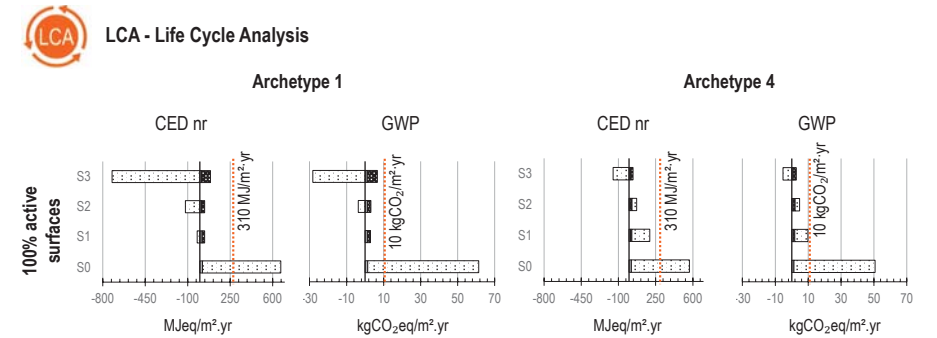 LCA
LCA - Life Cycle Analysis
Archetype 1
Archetype 4
CED nr
GWP
CED nr
GWP
100% active
surfaces
S3
S2
S1
S0
310 MJ/m².yr
-800 -450 -100 250 600
MJeq/m².yr
10 kgCO₂/m².yr
-30 -10 10 30 50 70
kgCO₂eq/m².yr
S3
S2
S1
S0
310 MJ/m².yr
-800 -450 -100 250 600
MJeq/m².yr
10 kgCO₂/m².yr
-30 -10 10 30 50 70
kgCO₂eq/m².yr